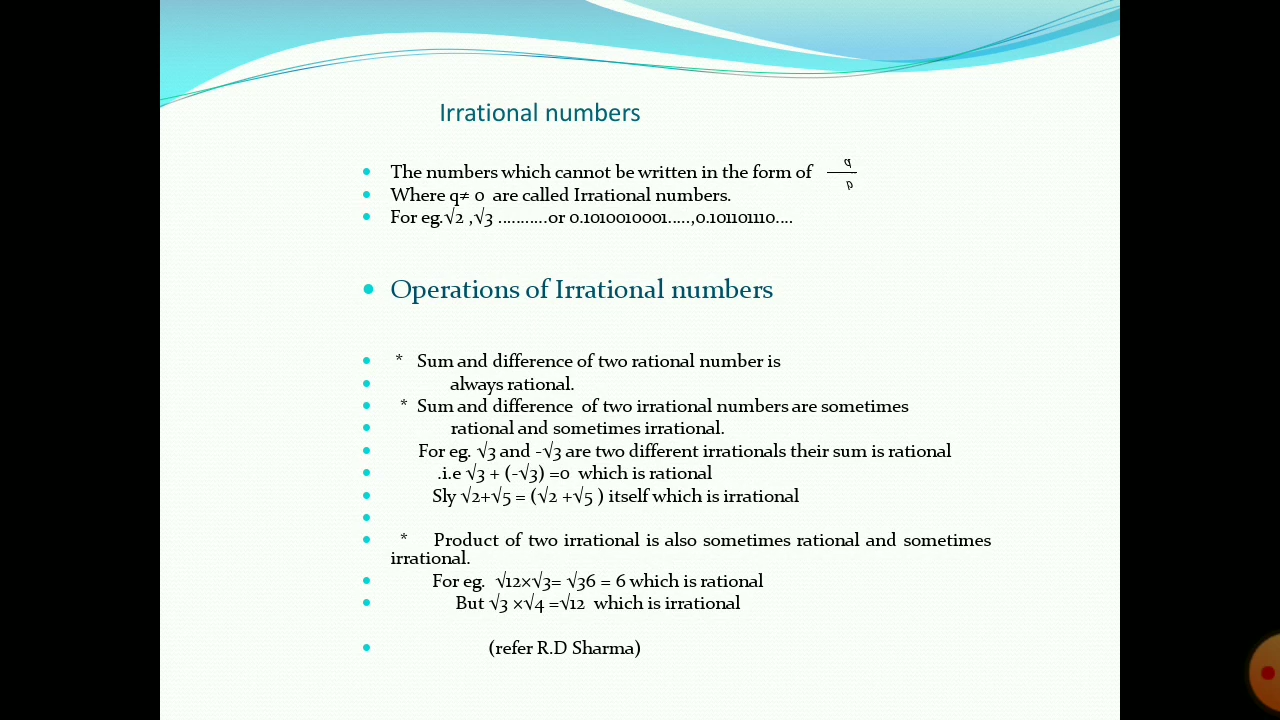 Irrational numbers
• The numbers which cannot be written in the form of q/p
• Where q≠ 0 are called Irrational numbers.
• For eg.√2 ,√3 ...........or 0.1010010001.....,0.101101110....
• Operations of Irrational numbers
• * Sum and difference of two rational number is
• always rational.
• * Sum and difference of two irrational numbers are sometimes
• rational and sometimes irrational.
• For eg. √3 and -√3 are two different irrationals their sum is rational
• .i.e √3 + (-√3) =0 which is rational
• Sly √2+√5 = (√2 +√5 ) itself which is irrational
•
• * Product of two irrational is also sometimes rational and sometimes
irrational.
• For eg. √12×√3= √36 = 6 which is rational
• But √3 ×√4 =√12 which is irrational
• (refer R.D Sharma)